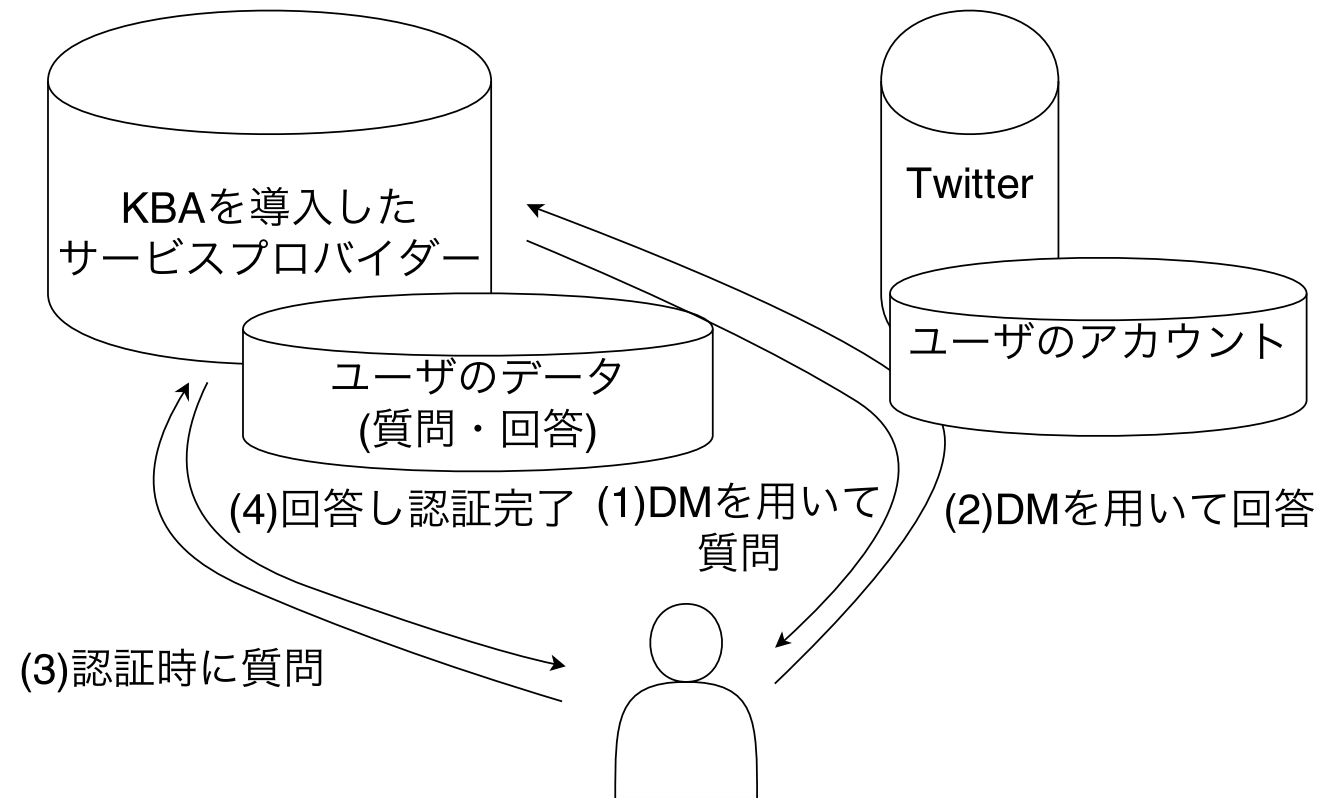 KBAを導入した
サービスプロバイダー
Twitter
ユーザのアカウント
ユーザのデータ
(質問・回答)
(4)回答し認証完了
(1)DMを用いて
質問
(2)DMを用いて回答
(3)認証時に質問